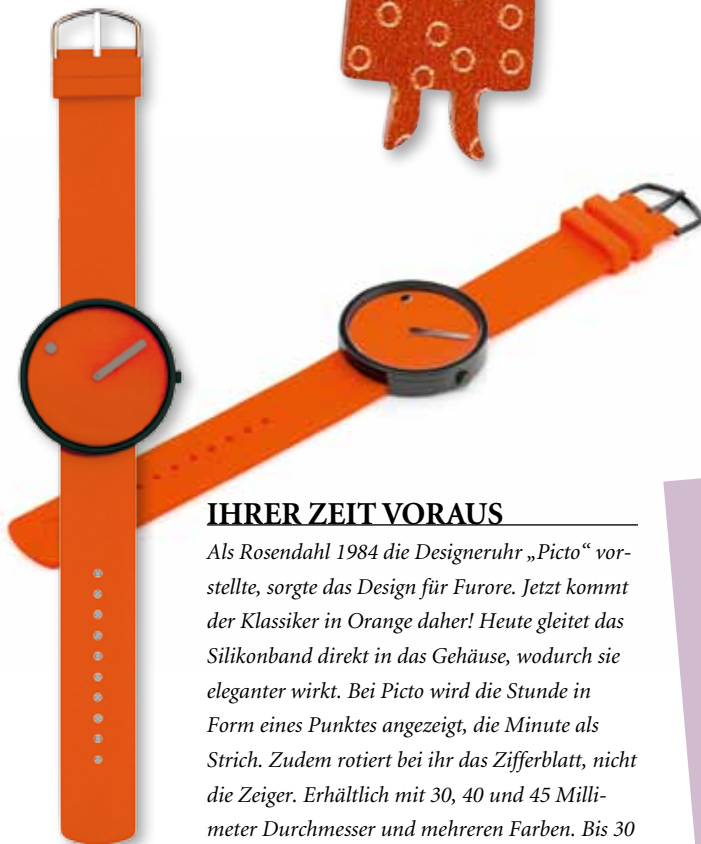 IHRER ZEIT VORAUS
Als Rosendahl 1984 die Designeruhr „Picto“ vor-
stellte, sorgte das Design für Furore. Jetzt kommt
der Klassiker in Orange daher! Heute gleitet das
Silikonband direkt in das Gehäuse, wodurch sie
eleganter wirkt. Bei Picto wird die Stunde in
Form eines Punktes angezeigt, die Minute als
Strich. Zudem rotiert bei ihr das Zifferblatt, nicht
die Zeiger. Erhältlich mit 30, 40 und 45 Milli-
meter Durchmesser und mehreren Farben. Bis 30